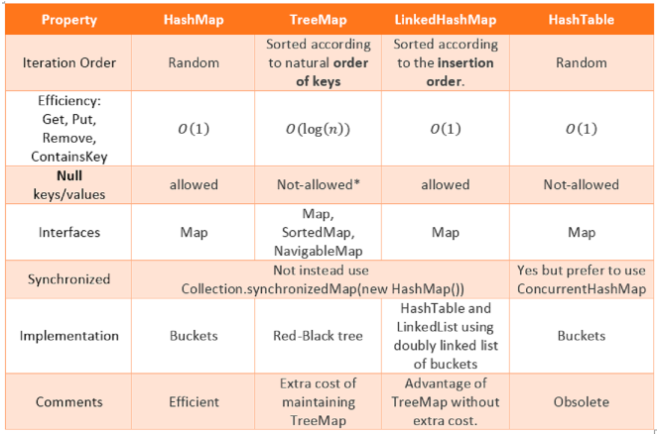 Property HashMap TreeMap LinkedHashMap HashTable
Iteration Order
Random
Sorted according
to natural order
of keys
Sorted according
to the insertion
order.
Random
Efficiency:
Get, Put,
Remove,
ContainsKey
O(1)
O(log(n))
O(1)
O(1)
Null
keys/values
allowed
Not-allowed*
allowed
Not-allowed
Interfaces
Map
Map,
SortedMap,
NavigableMap
Map
Map
Synchronized
Not instead use
Collection.synchronizedMap(new HashMap())
Yes but prefer to use
ConcurrentHashMap
Implementation
Buckets
Red-Black tree
HashTable and
LinkedList using
doubly linked list
of buckets
Buckets
Comments
Efficient
Extra cost of
maintaining
TreeMap
Advantage of
TreeMap without
extra cost.
Obsolete